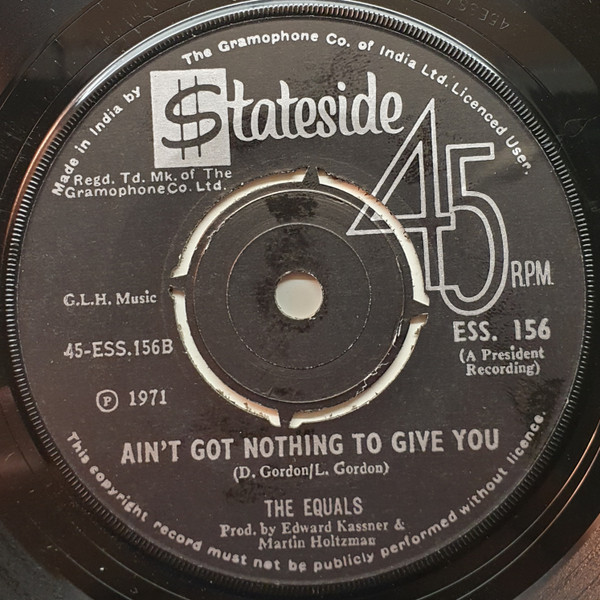 Made in India by The Gramophone Co. of India Ltd. Licenced User.
Stateside
Regd. Td. Mk. of The
Gramophone Co. Ltd.
45
R.P.M.
G.L.H. Music
45-ESS.156B
ESS. 156
(A President
Recording)
℗ 1971
AIN'T GOT NOTHING TO GIVE YOU
(D. Gordon/L. Gordon)
THE EQUALS
Prod. by Edward Kassner &
Martin Holtzman
This copyright record must not be publicly performed without licence.